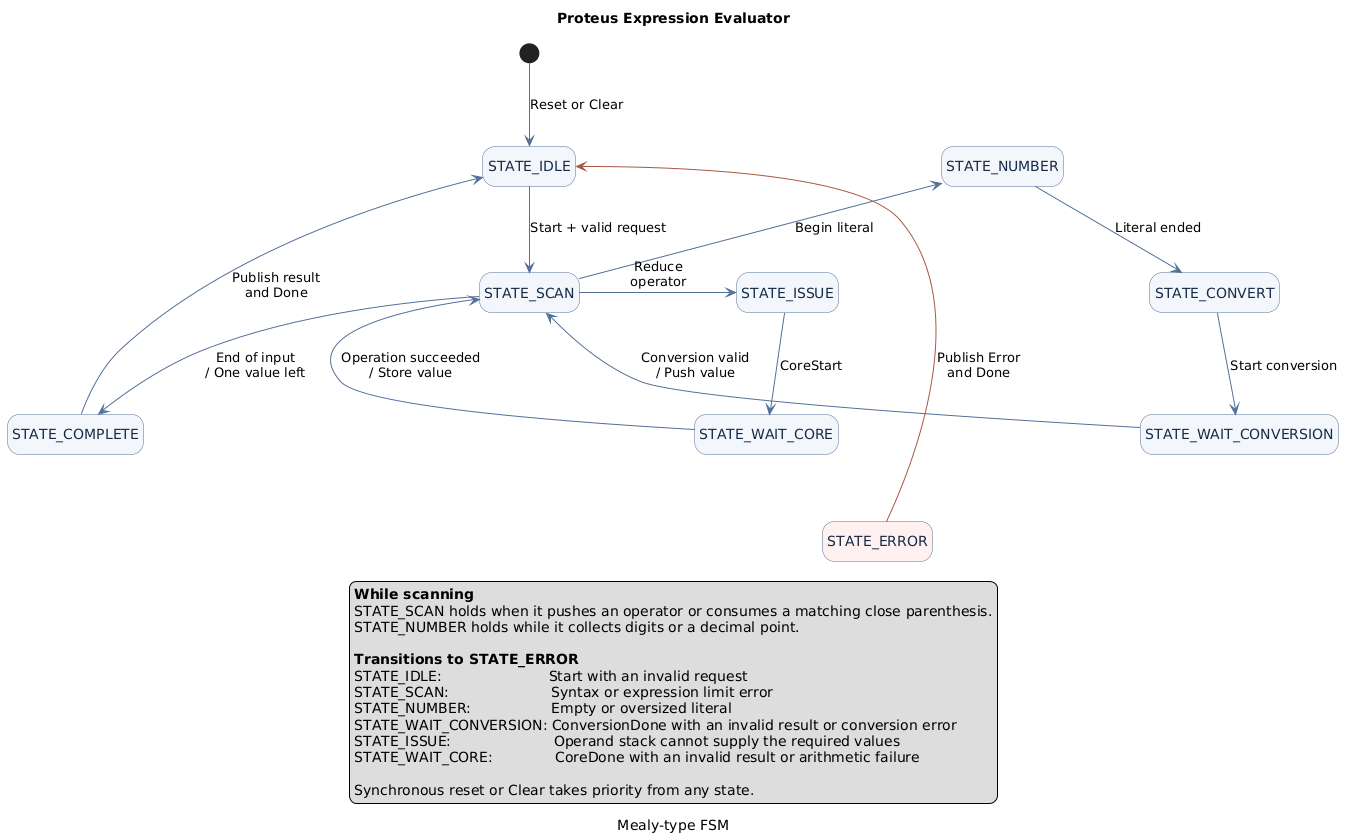 Proteus Expression Evaluator
Reset or Clear
STATE_IDLE
STATE_NUMBER
Start + valid request
Begin literal
Literal ended
Reduce
operator
Publish result
and Done
STATE_SCAN
STATE_ISSUE
STATE_CONVERT
End of input
/ One value left
Operation succeeded
/ Store value
Conversion valid
/ Push value
CoreStart
Publish Error
and Done
Start conversion
STATE_COMPLETE
STATE_WAIT_CORE
STATE_WAIT_CONVERSION
STATE_ERROR
While scanning
STATE_SCAN holds when it pushes an operator or consumes a matching close parenthesis.
STATE_NUMBER holds while it collects digits or a decimal point.
Transitions to STATE_ERROR
STATE_IDLE: Start with an invalid request
STATE_SCAN: Syntax or expression limit error
STATE_NUMBER: Empty or oversized literal
STATE_WAIT_CONVERSION: ConversionDone with an invalid result or conversion error
STATE_ISSUE: Operand stack cannot supply the required values
STATE_WAIT_CORE: CoreDone with an invalid result or arithmetic failure
Synchronous reset or Clear takes priority from any state.
Mealy-type FSM